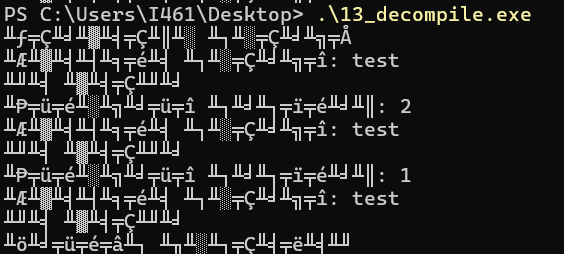 PS C:\Users\I461\Desktop> .\13_decompile.exe
╨ƒ╤Ç╨╛╨▓╨╡╤Ç╨║╨░ ╨┐╨░╤Ç╨╛╨╗╤Å
╨Æ╨▓╨╡╨┤╨╕╤é╨╡ ╨┐╨░╤Ç╨╛╨╗╤î: test
╨╜╨╡ ╨▓╨╡╤Ç╨╜╨╛
╨₧╤ü╤é╨░╨╗╨╛╤ü╤î ╨┐╨╛╨┐╤ï╤é╨╛╨║: 2
╨Æ╨▓╨╡╨┤╨╕╤é╨╡ ╨┐╨░╤Ç╨╛╨╗╤î: test
╨╜╨╡ ╨▓╨╡╤Ç╨╜╨╛
╨₧╤ü╤é╨░╨╗╨╛╤ü╤î ╨┐╨╛╨┐╤ï╤é╨╛╨║: 1
╨Æ╨▓╨╡╨┤╨╕╤é╨╡ ╨┐╨░╤Ç╨╛╨╗╤î: test
╨╜╨╡ ╨▓╨╡╤Ç╨╜╨╛